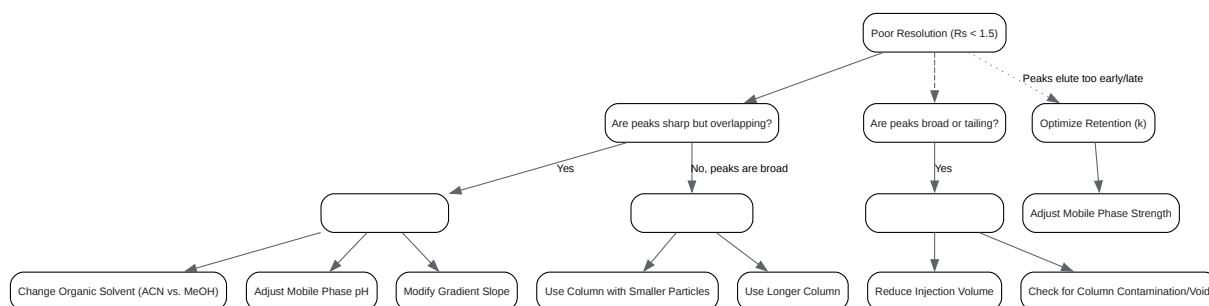 Poor Resolution (Rs < 1.5)
Peaks elute too early/late
Are peaks sharp but overlapping?
Are peaks broad or tailing?
Optimize Retention (k)
Yes
No, peaks are broad
Yes
Adjust Mobile Phase Strength
Change Organic Solvent (ACN vs. MeOH)
Adjust Mobile Phase pH
Modify Gradient Slope
Use Column with Smaller Particles
Use Longer Column
Reduce Injection Volume
Check for Column Contamination/Void